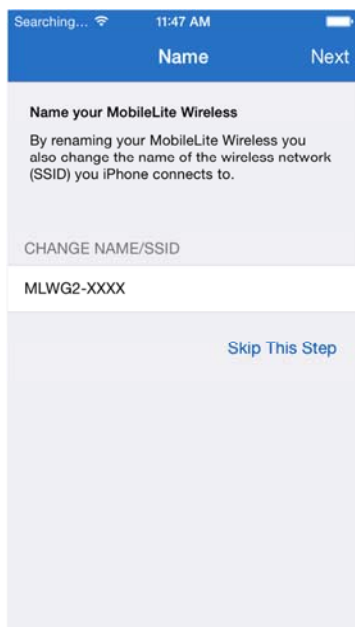 Searching... 11:47 AM
Name Next
Name your MobileLite Wireless
By renaming your MobileLite Wireless you
also change the name of the wireless network
(SSID) you iPhone connects to.
CHANGE NAME/SSID
MLWG2-XXXX
Skip This Step